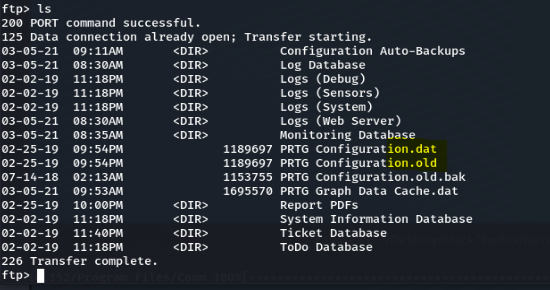 ftp> ls
200 PORT command successful.
125 Data connection already open; Transfer starting.
03-05-21  09:11AM       <DIR>          Configuration Auto-Backups
03-05-21  08:30AM       <DIR>          Log Database
02-02-19  11:18PM       <DIR>          Logs (Debug)
02-02-19  11:18PM       <DIR>          Logs (Sensors)
02-02-19  11:18PM       <DIR>          Logs (System)
03-05-21  08:30AM       <DIR>          Logs (Web Server)
03-05-21  08:35AM       <DIR>          Monitoring Database
02-25-19  09:54PM              1189697 PRTG Configuration.dat
02-25-19  09:54PM              1189697 PRTG Configuration.old
07-14-18  02:13AM              1153755 PRTG Configuration.old.bak
03-05-21  09:53AM              1695570 PRTG Graph Data Cache.dat
02-25-19  10:00PM       <DIR>          Report PDFs
02-02-19  11:18PM       <DIR>          System Information Database
02-02-19  11:40PM       <DIR>          Ticket Database
02-02-19  11:18PM       <DIR>          ToDo Database
226 Transfer complete.
ftp>